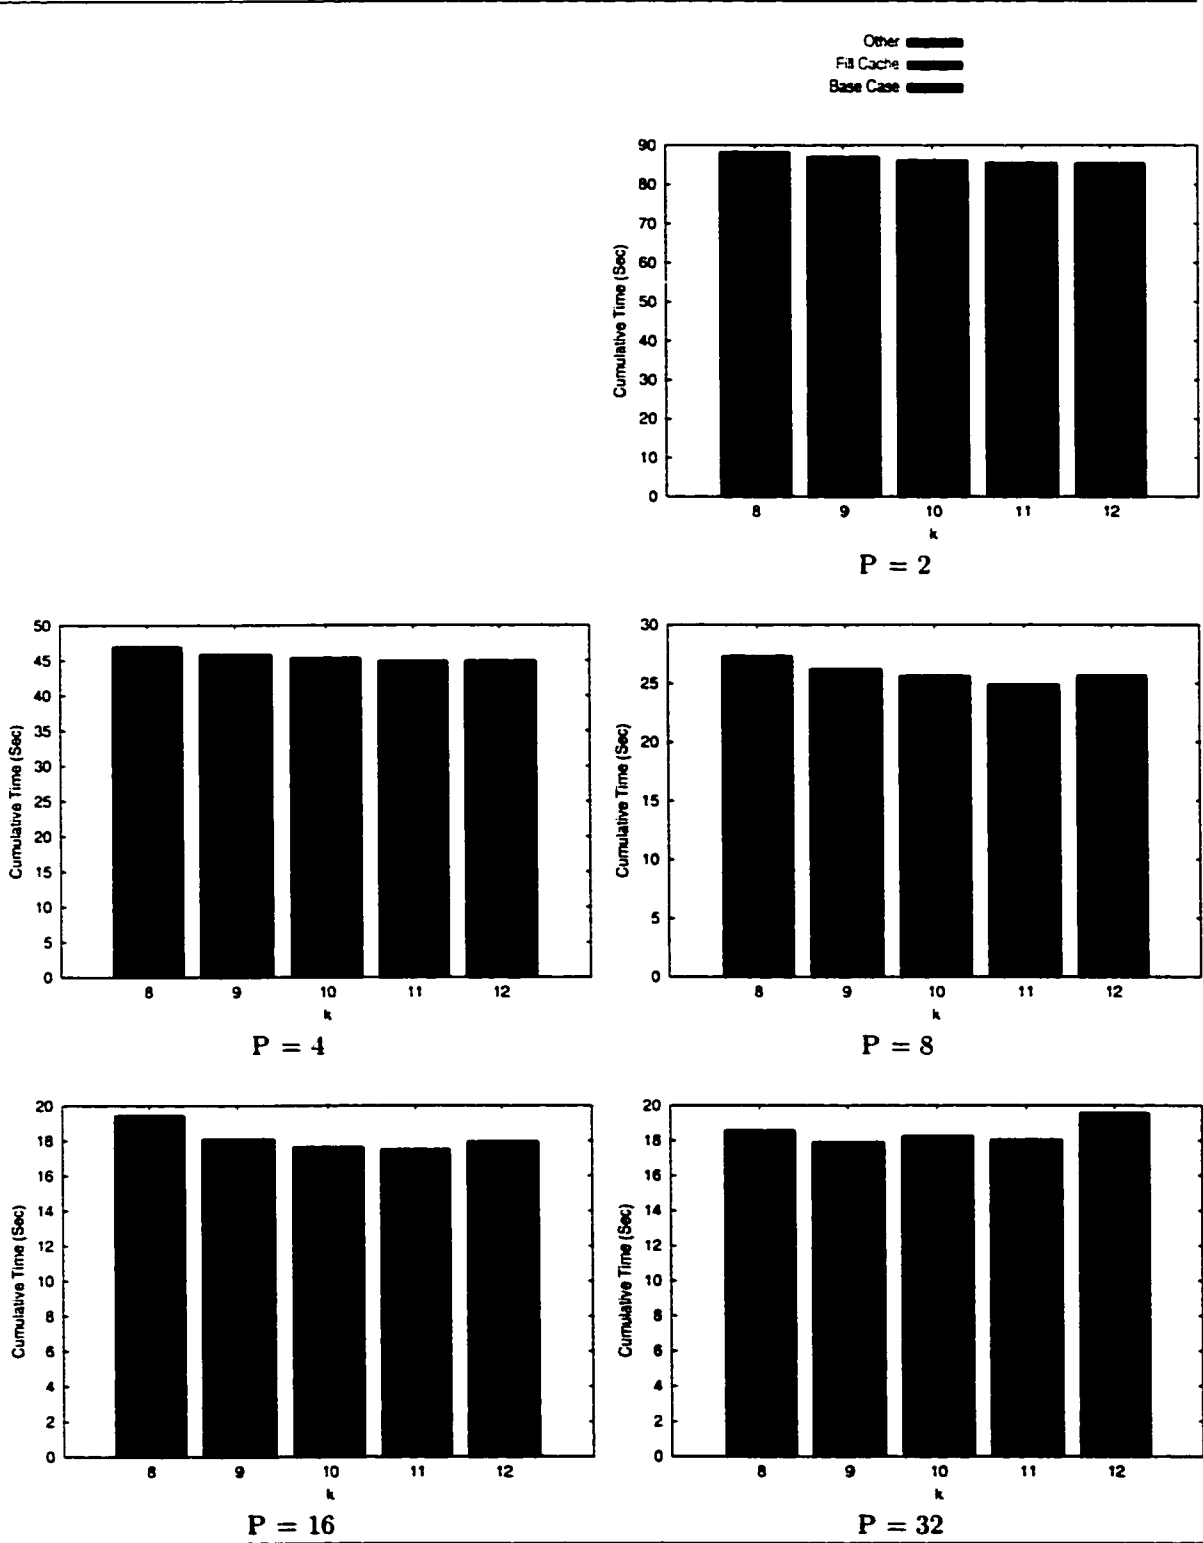 Other
Fill Cache
Base Case
90
80
70
60
50
40
30
20
10
0
Cumulative Time (Sec)
8 9 10 11 12
k
P = 2
50
45
40
35
30
25
20
15
10
5
0
Cumulative Time (Sec)
8 9 10 11 12
k
P = 4
30
25
20
15
10
5
0
Cumulative Time (Sec)
8 9 10 11 12
k
P = 8
20
18
16
14
12
10
8
6
4
2
0
Cumulative Time (Sec)
8 9 10 11 12
k
P = 16
20
18
16
14
12
10
8
6
4
2
0
Cumulative Time (Sec)
8 9 10 11 12
k
P = 32